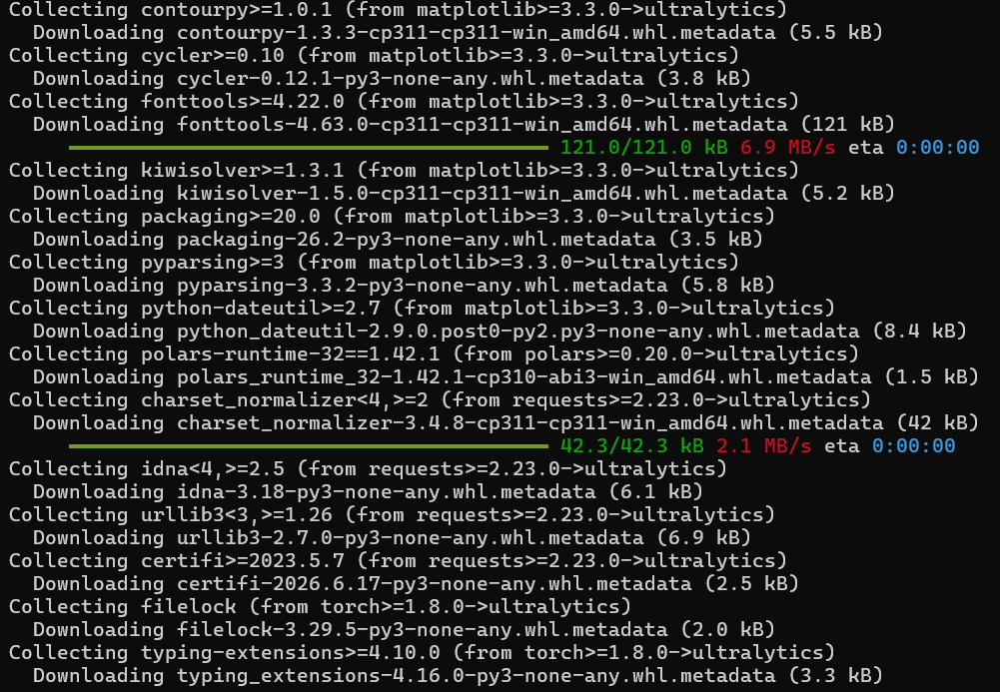 Collecting contourpy>=1.0.1 (from matplotlib>=3.3.0->ultralytics)
  Downloading contourpy-1.3.3-cp311-cp311-win_amd64.whl.metadata (5.5 kB)
Collecting cycler>=0.10 (from matplotlib>=3.3.0->ultralytics)
  Downloading cycler-0.12.1-py3-none-any.whl.metadata (3.8 kB)
Collecting fonttools>=4.22.0 (from matplotlib>=3.3.0->ultralytics)
  Downloading fonttools-4.63.0-cp311-cp311-win_amd64.whl.metadata (121 kB)
     121.0/121.0 kB 6.9 MB/s eta 0:00:00
Collecting kiwisolver>=1.3.1 (from matplotlib>=3.3.0->ultralytics)
  Downloading kiwisolver-1.5.0-cp311-cp311-win_amd64.whl.metadata (5.2 kB)
Collecting packaging>=20.0 (from matplotlib>=3.3.0->ultralytics)
  Downloading packaging-26.2-py3-none-any.whl.metadata (3.5 kB)
Collecting pyparsing>=3 (from matplotlib>=3.3.0->ultralytics)
  Downloading pyparsing-3.3.2-py3-none-any.whl.metadata (5.8 kB)
Collecting python-dateutil>=2.7 (from matplotlib>=3.3.0->ultralytics)
  Downloading python_dateutil-2.9.0.post0-py2.py3-none-any.whl.metadata (8.4 kB)
Collecting polars-runtime-32==1.42.1 (from polars>=0.20.0->ultralytics)
  Downloading polars_runtime_32-1.42.1-cp310-abi3-win_amd64.whl.metadata (1.5 kB)
Collecting charset_normalizer<4,>=2 (from requests>=2.23.0->ultralytics)
  Downloading charset_normalizer-3.4.8-cp311-cp311-win_amd64.whl.metadata (42 kB)
     42.3/42.3 kB 2.1 MB/s eta 0:00:00
Collecting idna<4,>=2.5 (from requests>=2.23.0->ultralytics)
  Downloading idna-3.18-py3-none-any.whl.metadata (6.1 kB)
Collecting urllib3<3,>=1.26 (from requests>=2.23.0->ultralytics)
  Downloading urllib3-2.7.0-py3-none-any.whl.metadata (6.9 kB)
Collecting certifi>=2023.5.7 (from requests>=2.23.0->ultralytics)
  Downloading certifi-2026.6.17-py3-none-any.whl.metadata (2.5 kB)
Collecting filelock (from torch>=1.8.0->ultralytics)
  Downloading filelock-3.29.5-py3-none-any.whl.metadata (2.0 kB)
Collecting typing-extensions>=4.10.0 (from torch>=1.8.0->ultralytics)
  Downloading typing_extensions-4.16.0-py3-none-any.whl.metadata (3.3 kB)